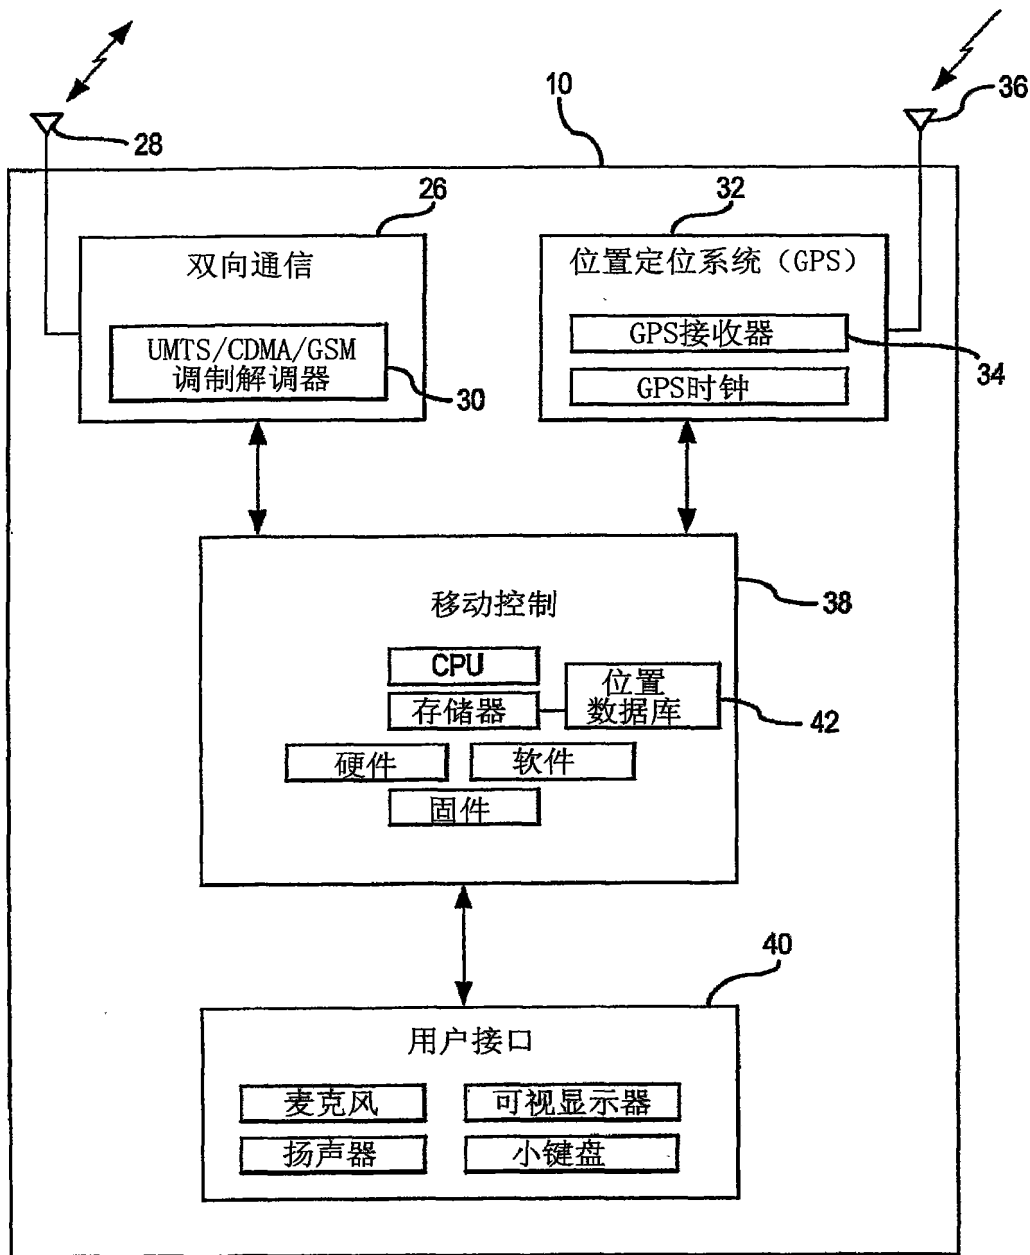 10
36
28
26
32
双向通信
位置定位系统（GPS）
UMTS/CDMA/GSM
调制解调器
GPS接收器
34
30
GPS时钟
移动控制
38
CPU
存储器
位置
数据库
42
硬件
软件
固件
40
用户接口
麦克风
可视显示器
扬声器
小键盘